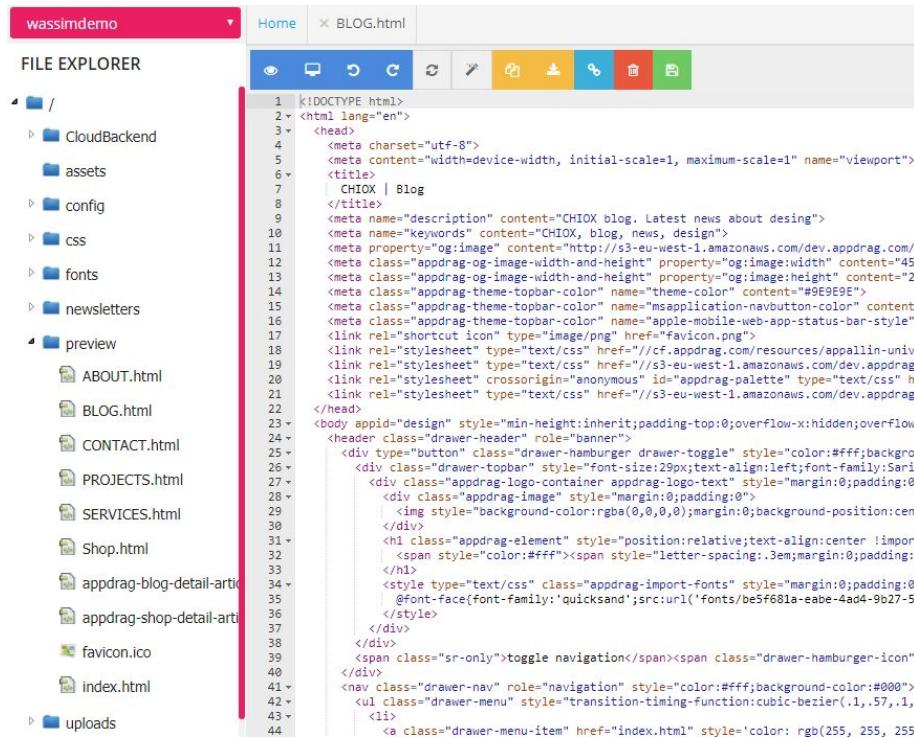 wassimdemo
Home
BLOG.html
FILE EXPLORER
/
CloudBackend
assets
config
css
fonts
newsletters
preview
ABOUT.html
BLOG.html
CONTACT.html
PROJECTS.html
SERVICES.html
Shop.html
appdrag-blog-detail-artic
appdrag-shop-detail-arti
favicon.ico
index.html
uploads
1 <!DOCTYPE html>
2 <html lang="en">
3 <head>
4 <meta charset="utf-8">
5 <meta content="width=device-width, initial-scale=1, maximum-scale=1" name="viewport">
6 <title>
7 CHIOX | Blog
8 </title>
9 <meta name="description" content="CHIOX blog. Latest news about desing">
10 <meta name="keywords" content="CHIOX, blog, news, design">
11 <meta property="og:image" content="http://s3-eu-west-1.amazonaws.com/dev.appdrag.com/
12 <meta class="appdrag-og-image-width-and-height" property="og:image:width" content="45
13 <meta class="appdrag-og-image-width-and-height" property="og:image:height" content="2
14 <meta class="appdrag-theme-topbar-color" name="theme-color" content="#9E9E9E">
15 <meta class="appdrag-theme-topbar-color" name="msapplication-navbutton-color" content
16 <meta class="appdrag-theme-topbar-color" name="apple-mobile-web-app-status-bar-style"
17 <link rel="shortcut icon" type="image/png" href="favicon.png">
18 <link rel="stylesheet" type="text/css" href="//cf.appdrag.com/resources/appallin-univ
19 <link rel="stylesheet" type="text/css" href="//s3-eu-west-1.amazonaws.com/dev.appdrag
20 <link rel="stylesheet" crossorigin="anonymous" id="appdrag-palette" type="text/css" h
21 <link rel="stylesheet" type="text/css" href="//s3-eu-west-1.amazonaws.com/dev.appdrag
22 </head>
23 <body appid="design" style="min-height:inherit;padding-top:0;overflow-x:hidden;overflow
24 <header class="drawer-header" role="banner">
25 <div type="button" class="drawer-hamburger drawer-toggle" style="color:#fff;backgro
26 <div class="drawer-topbar" style="font-size:29px;text-align:left;font-family:Sari
27 <div class="appdrag-logo-container appdrag-logo-text" style="margin:0;padding:0
28 <div class="appdrag-image" style="margin:0;padding:0">
29 <img style="background-color:rgba(0,0,0,0);margin:0;background-position:cen
30 </div>
31 <h1 class="appdrag-element" style="position:relative;text-align:center !impor
32 <span style="color:#fff"><span style="letter-spacing:.3em;margin:0;padding:
33 </h1>
34 <style type="text/css" class="appdrag-import-fonts" style="margin:0;padding:0
35 @font-face{font-family:'quicksand';src:url('fonts/be5f681a-eabe-4ad4-9b27-5
36 </style>
37 </div>
38 </div>
39 <span class="sr-only">toggle navigation</span><span class="drawer-hamburger-icon"
40 </div>
41 <nav class="drawer-nav" role="navigation" style="color:#fff;background-color:#000">
42 <ul class="drawer-menu" style="transition-timing-function:cubic-bezier(.1,.57,.1,
43 <li>
44 <a class="drawer-menu-item" href="index.html" style='color: rgb(255, 255, 255